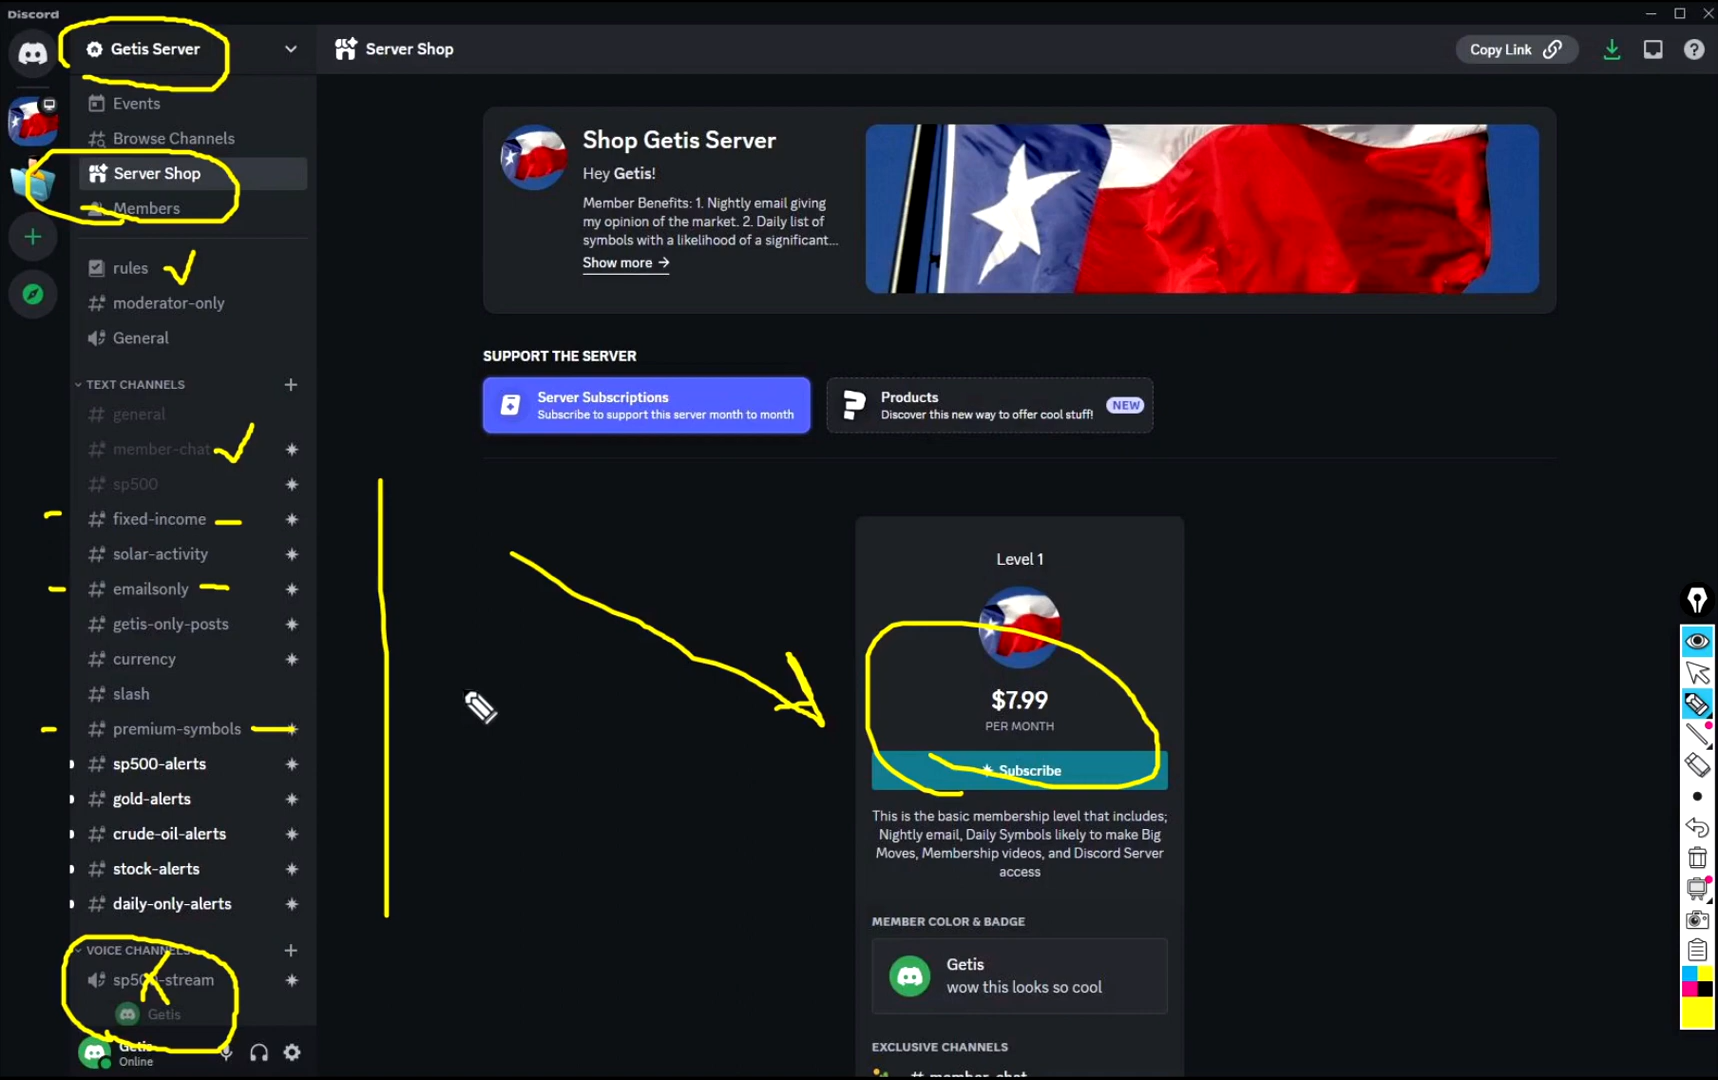 Discord
Getis Server
Server Shop
Copy Link
Events
Browse Channels
Server Shop
Members
rules
moderator-only
General
TEXT CHANNELS
general
member-chat
sp500
fixed-income
solar-activity
emailsonly
getis-only-posts
currency
slash
premium-symbols
sp500-alerts
gold-alerts
crude-oil-alerts
stock-alerts
daily-only-alerts
VOICE CHANNELS
sp500-stream
Getis
Getis
Online
Shop Getis Server
Hey Getis!
Member Benefits: 1. Nightly email giving
my opinion of the market. 2. Daily list of
symbols with a likelihood of a significant...
Show more →
SUPPORT THE SERVER
Server Subscriptions
Subscribe to support this server month to month
Products
Discover this new way to offer cool stuff!
NEW
Level 1
$7.99
PER MONTH
Subscribe
This is the basic membership level that includes;
Nightly email, Daily Symbols likely to make Big
Moves, Membership videos, and Discord Server
access
MEMBER COLOR & BADGE
Getis
wow this looks so cool
EXCLUSIVE CHANNELS
member-chat